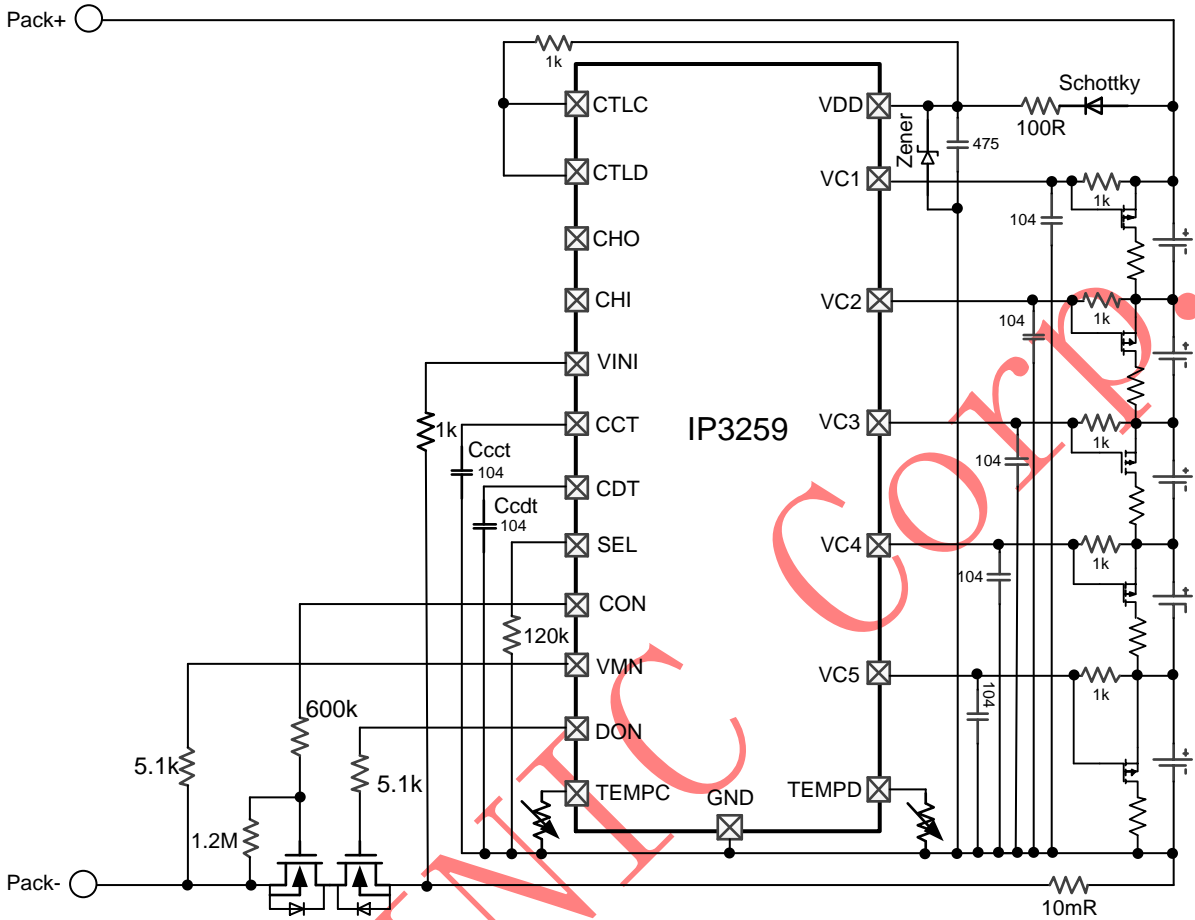 Pack+
1k
CTLC
CTLD
CHO
CHI
VINI
CCT
CDT
SEL
CON
VMN
DON
TEMPC
GND
VDD
VC1
VC2
VC3
VC4
VC5
TEMPD
IP3259
1k
Ccct
104
Ccdt
104
120k
600k
5.1k
5.1k
1.2M
Pack-
Zener
475
100R
Schottky
104
1k
104
1k
104
1k
104
1k
104
1k
10mR
MIC Corp.